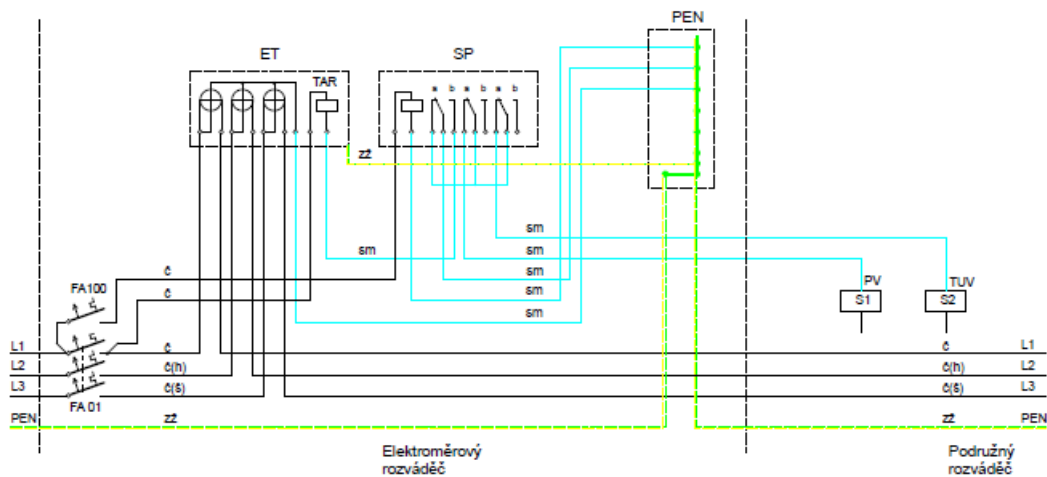 PEN
ET
SP
TAR
a b a b a b
zž
sm
sm
sm
sm
sm
sm
č
č
FA100
PV
TUV
S1
S2
L1
č
č
L1
L2
č(h)
č(h)
L2
L3
č(š)
č(š)
L3
FA 01
PEN
zž
zž
PEN
Elektroměrový
rozváděč
Podružný
rozváděč